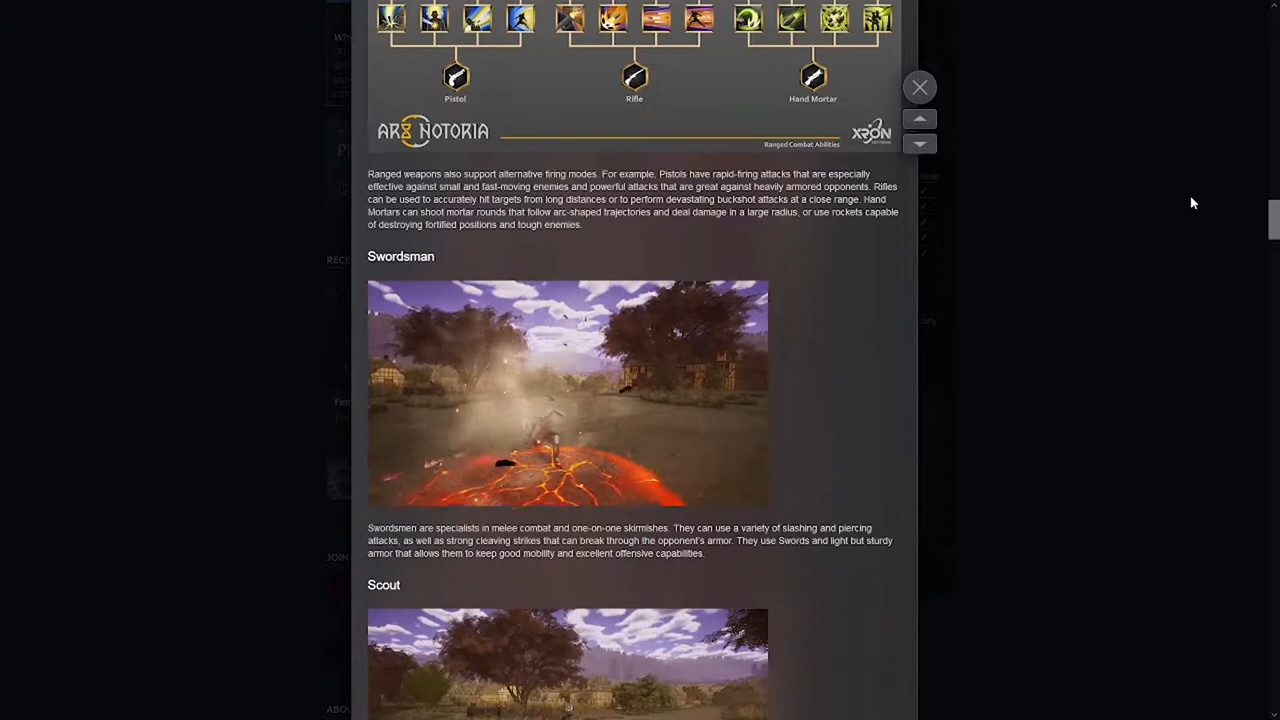 Pistol
Rifle
Hand Mortar
ARS NOTORIA
XRON
Ranged Combat Abilities
Ranged weapons also support alternative firing modes. For example, Pistols have rapid-firing attacks that are especially
effective against small and fast-moving enemies and powerful attacks that are great against heavily armored opponents. Rifles
can be used to accurately hit targets from long distances or to perform devastating buckshot attacks at a close range. Hand
Mortars can shoot mortar rounds that follow arc-shaped trajectories and deal damage in a large radius, or use rockets capable
of destroying fortified positions and tough enemies.
Swordsman
Swordsmen are specialists in melee combat and one-on-one skirmishes. They can use a variety of slashing and piercing
attacks, as well as strong cleaving strikes that can break through the opponent's armor. They use Swords and light but sturdy
armor that allows them to keep good mobility and excellent offensive capabilities.
Scout
RECE
JOIN
ABOU